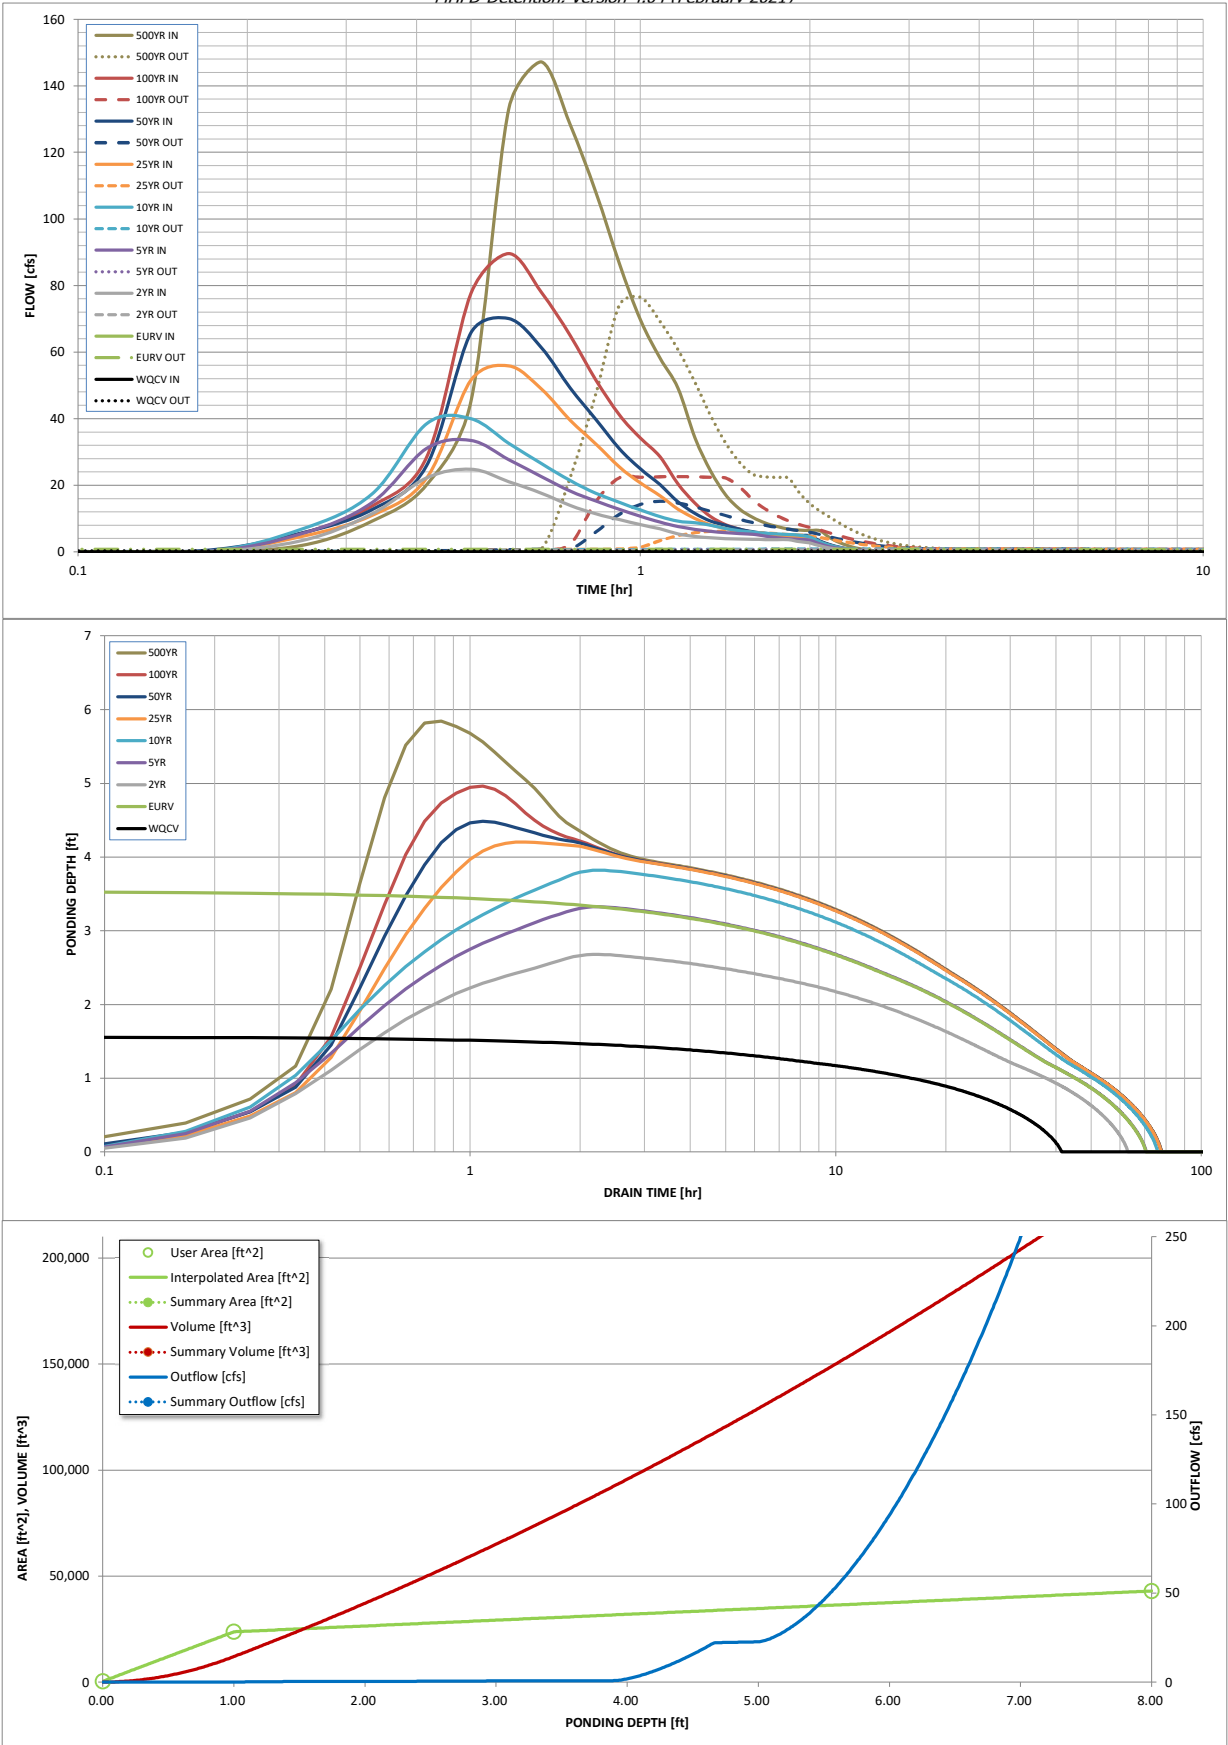 MHFD-Detention, Version 4.04 (February 2021)
160
140
120
100
80
60
40
20
0
FLOW [cfs]
500YR IN
500YR OUT
100YR IN
100YR OUT
50YR IN
50YR OUT
25YR IN
25YR OUT
10YR IN
10YR OUT
5YR IN
5YR OUT
2YR IN
2YR OUT
EURV IN
EURV OUT
WQCV IN
WQCV OUT
0.1
1
10
TIME [hr]
7
6
5
4
3
2
1
0
PONDING DEPTH [ft]
500YR
100YR
50YR
25YR
10YR
5YR
2YR
EURV
WQCV
0.1
1
10
100
DRAIN TIME [hr]
200,000
150,000
100,000
50,000
0
AREA [ft^2], VOLUME [ft^3]
User Area [ft^2]
Interpolated Area [ft^2]
Summary Area [ft^2]
Volume [ft^3]
Summary Volume [ft^3]
Outflow [cfs]
Summary Outflow [cfs]
250
200
150
100
50
0
OUTFLOW [cfs]
0.00
1.00
2.00
3.00
4.00
5.00
6.00
7.00
8.00
PONDING DEPTH [ft]